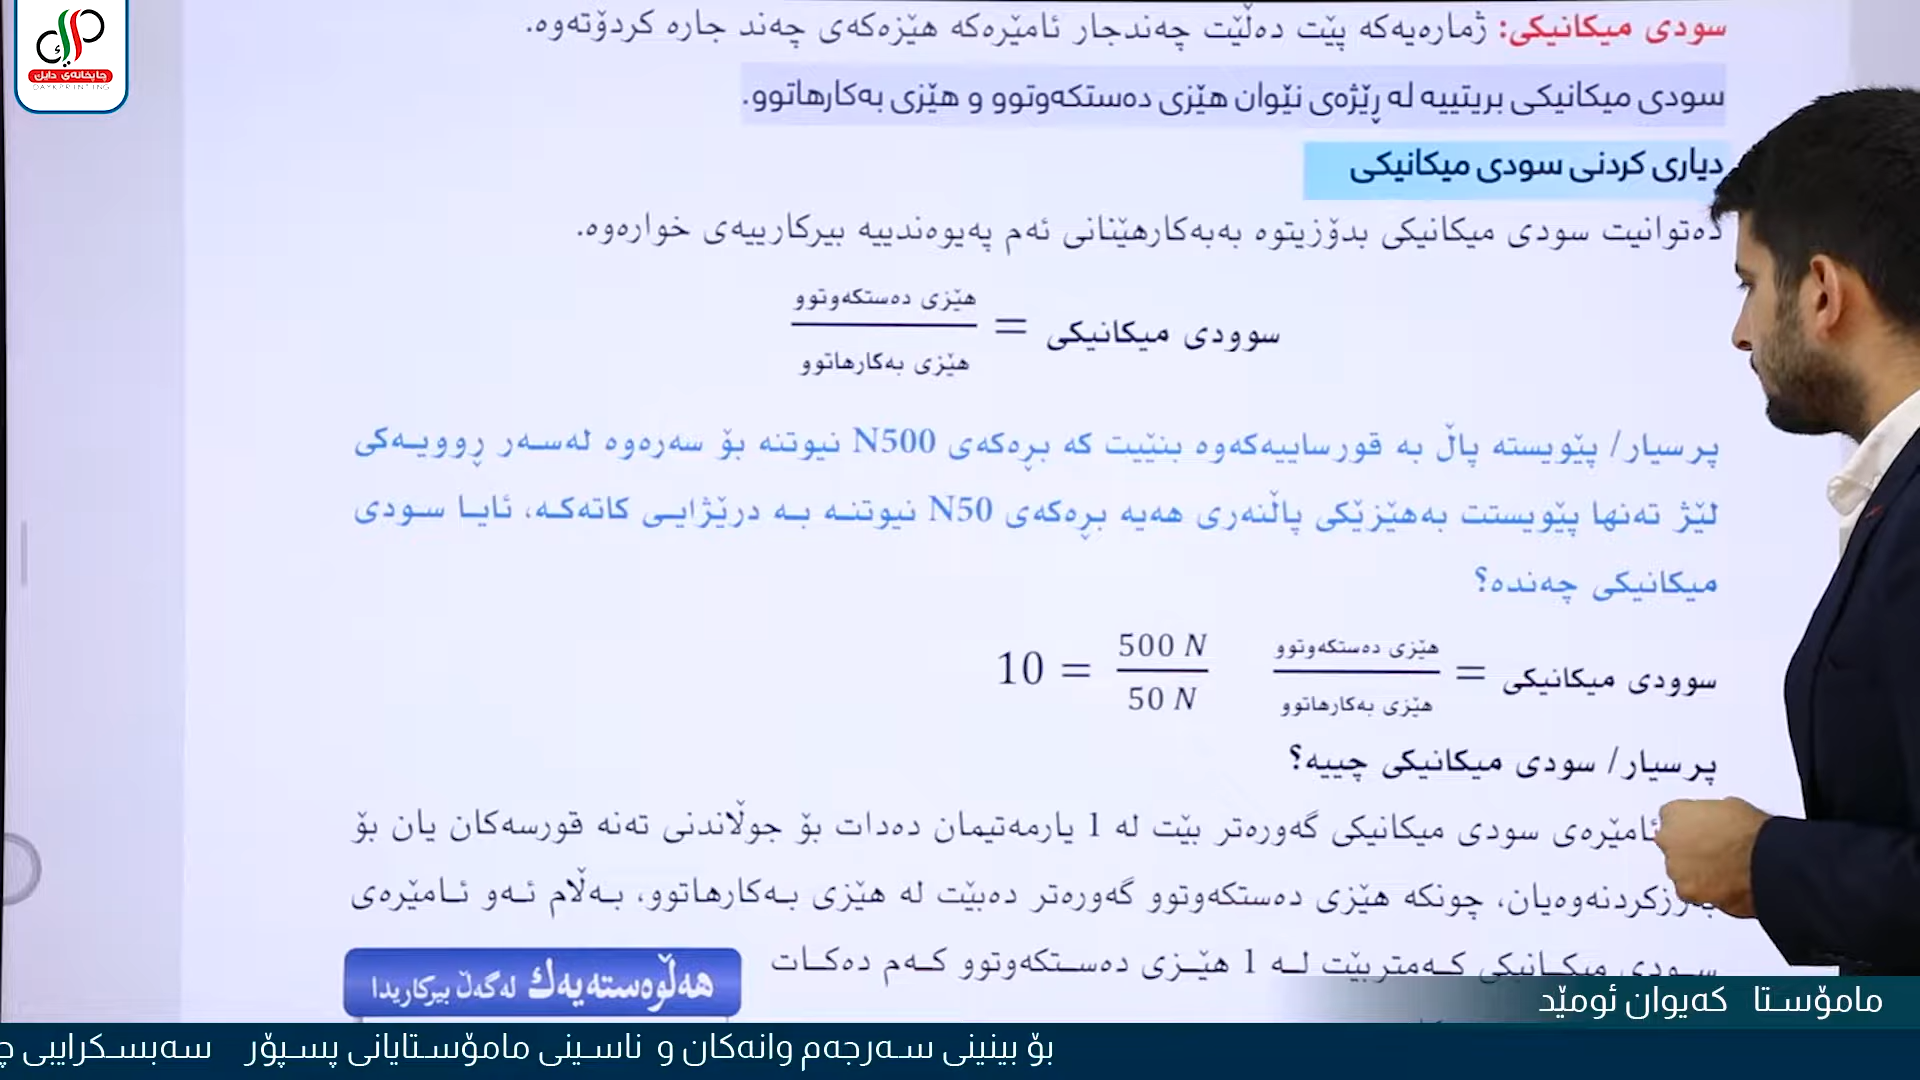 چاپخانەی دایك
DAYKPRINTING
سودی میکانیکی: ژمارەیەکە پێت دەڵێت چەندجار ئامێرەکە هێزەکەی چەند جارە کردۆتەوە.
سودی میکانیکی بریتییە لە ڕێژەی نێوان هێزی دەستکەوتوو و هێزی بەکارهاتوو.
دیاری کردنی سودی میکانیکی
دەتوانیت سودی میکانیکی بدۆزیتوە بەبەکارهێنانی ئەم پەیوەندییە بیرکارییەی خوارەوە.
سوودی میکانیکی = هێزی دەستکەوتوو / هێزی بەکارهاتوو
پرسیار/ پێویستە پاڵ بە قورساییەکەوە بنێیت کە بڕەکەی N500 نیوتنە بۆ سەرەوە لەسەر ڕوویەکی
لێژ تەنها پێویستت بەهێزێکی پاڵنەری هەیە بڕەکەی N50 نیوتنە بە درێژایی کاتەکە، ئایا سودی
میکانیکی چەندە؟
سوودی میکانیکی = هێزی دەستکەوتوو / هێزی بەکارهاتوو 500 N / 50 N = 10
پرسیار/ سودی میکانیکی چییە؟
ئامێرەی سودی میکانیکی گەورەتر بێت لە 1 یارمەتیمان دەدات بۆ جوڵاندنی تەنە قورسەکان یان بۆ
بەرزکردنەوەیان، چونکە هێزی دەستکەوتوو گەورەتر دەبێت لە هێزی بەکارهاتوو، بەڵام ئەو ئامێرەی
سودی میکانیکی کەمتربێت لە 1 هێزی دەستکەوتوو کەم دەکات
هەڵوەستەیەك لەگەڵ بیرکاریدا
مامۆستا کەیوان ئومێد
بۆ بینینی سەرجەم وانەکان و ناسینی مامۆستایانی پسپۆر سەبسکرایبی